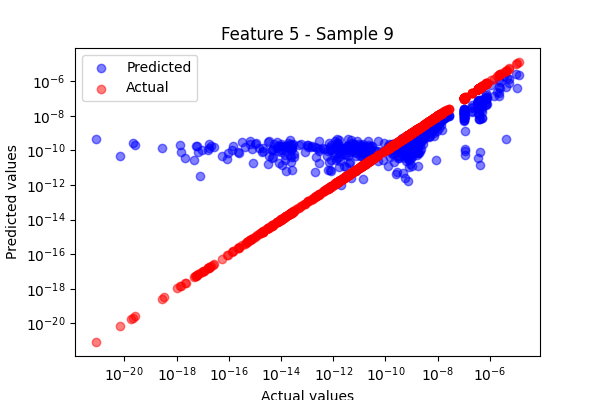 Feature 5 - Sample 9
Predicted
Actual
Predicted values
10^{-6}
10^{-8}
10^{-10}
10^{-12}
10^{-14}
10^{-16}
10^{-18}
10^{-20}
10^{-20} 10^{-18} 10^{-16} 10^{-14} 10^{-12} 10^{-10} 10^{-8} 10^{-6}
Actual values